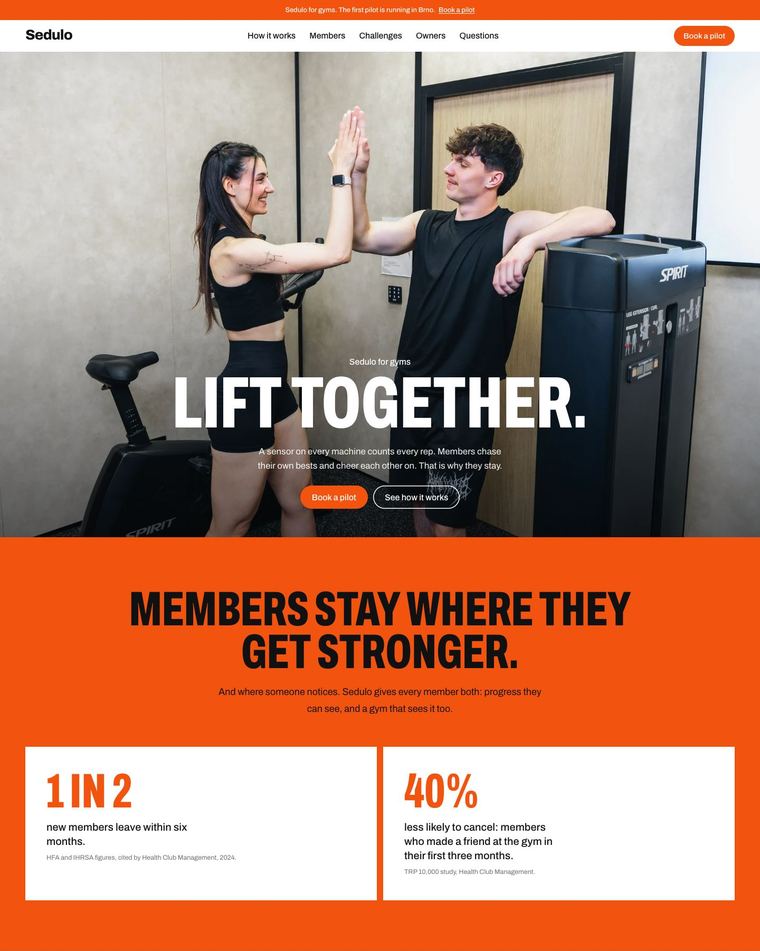 Sedulo for gyms. The first pilot is running in Brno. Book a pilot
Sedulo
How it works
Members
Challenges
Owners
Questions
Book a pilot
SPIRIT
LEG EXTENSION / CURL
Sedulo for gyms
LIFT TOGETHER.
A sensor on every machine counts every rep. Members chase
their own bests and cheer each other on. That is why they stay.
Book a pilot
See how it works
SPIRIT
MEMBERS STAY WHERE THEY
GET STRONGER.
And where someone notices. Sedulo gives every member both: progress they
can see, and a gym that sees it too.
1 IN 2
new members leave within six
months.
HFA and IHRSA figures, cited by Health Club Management, 2024.
40%
less likely to cancel: members
who made a friend at the gym in
their first three months.
TRP 10,000 study, Health Club Management.